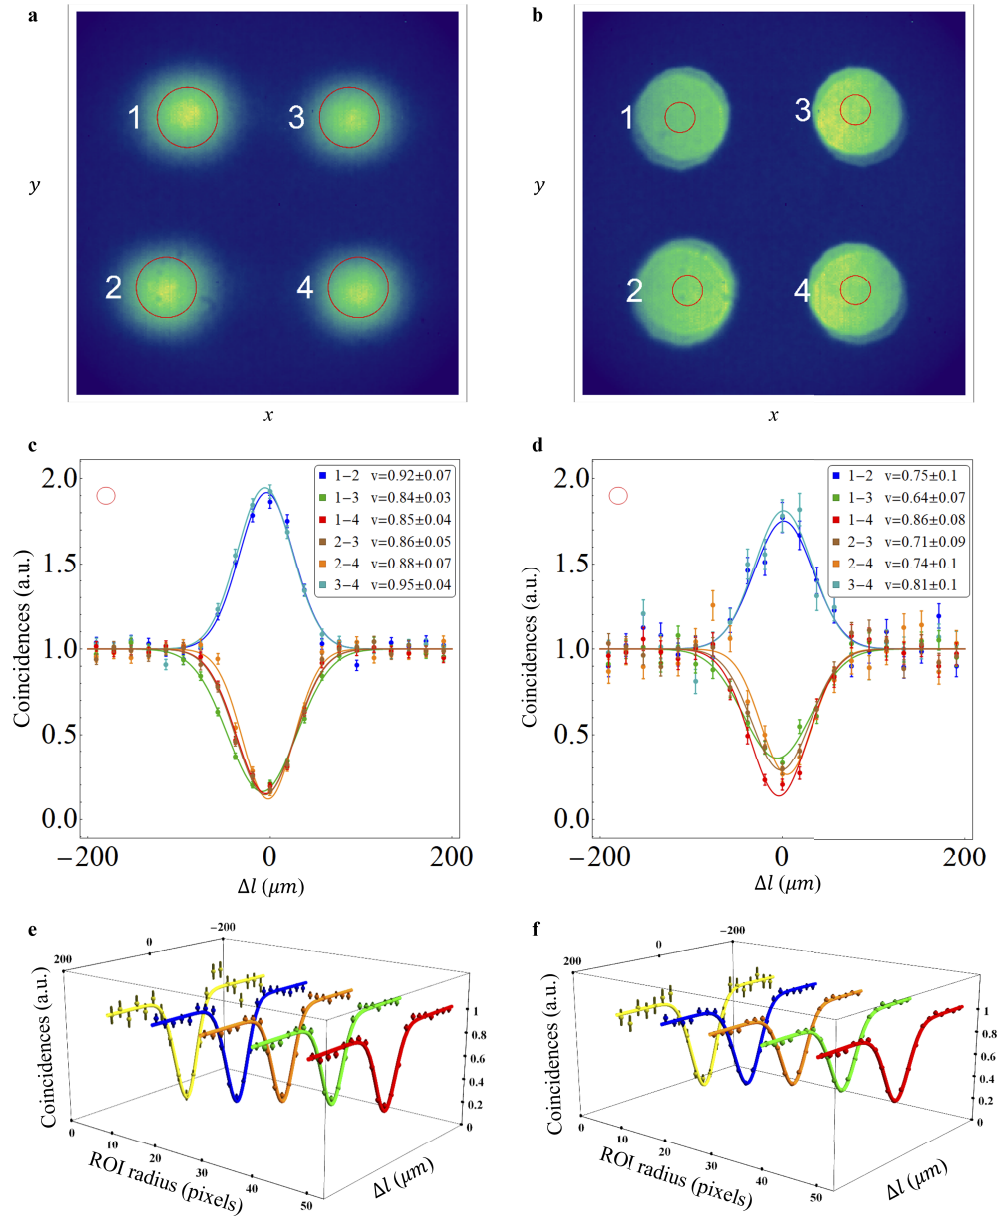 a
1
3
y
2
4
x
b
1
3
y
2
4
x
c
2.0
1.5
1.0
0.5
0.0
Coincidences (a.u.)
1−2 v=0.92±0.07
1−3 v=0.84±0.03
1−4 v=0.85±0.04
2−3 v=0.86±0.05
2−4 v=0.88±0.07
3−4 v=0.95±0.04
−200 0 200
Δl (μm)
d
2.0
1.5
1.0
0.5
0.0
Coincidences (a.u.)
1−2 v=0.75±0.1
1−3 v=0.64±0.07
1−4 v=0.86±0.08
2−3 v=0.71±0.09
2−4 v=0.74±0.1
3−4 v=0.81±0.1
−200 0 200
Δl (μm)
e
200 0 −200
Coincidences (a.u.)
1
0.8
0.6
0.4
0.2
0
0 10 20 30 40 50
ROI radius (pixels)
Δl (μm)
f
200 0 −200
Coincidences (a.u.)
1
0.8
0.6
0.4
0.2
0
0 10 20 30 40 50
ROI radius (pixels)
Δl (μm)